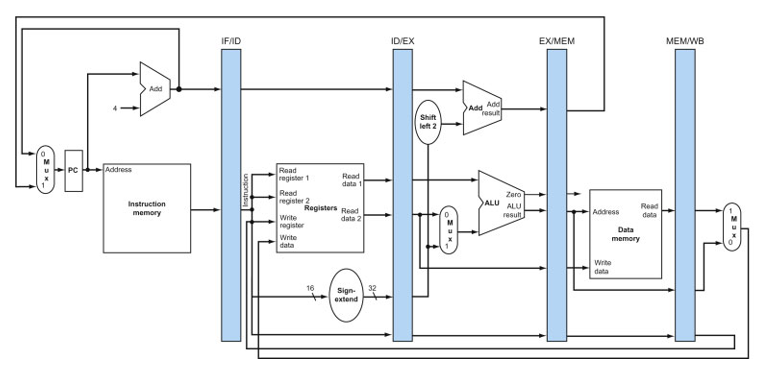 IF/ID
ID/EX
EX/MEM
MEM/WB
Add
4
Add
Add
result
Shift
left 2
0
M
u
x
1
PC
Address
Instruction
memory
Instruction
Read
register 1
Read
register 2
Write
register
Write
data
Registers
Read
data 1
Read
data 2
0
M
u
x
1
ALU
Zero
ALU
result
Address
Read
data
Data
memory
Write
data
1
M
u
x
0
16
Sign-
extend
32